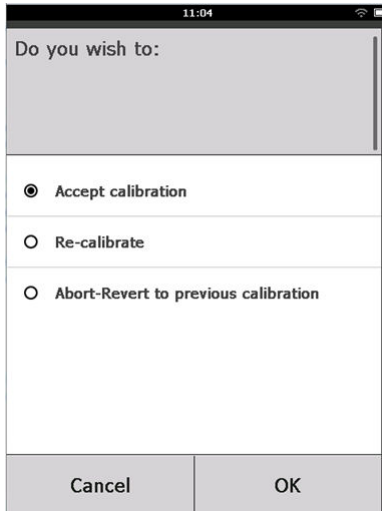 11:04
Do you wish to:
Accept calibration
Re-calibrate
Abort-Revert to previous calibration
Cancel OK